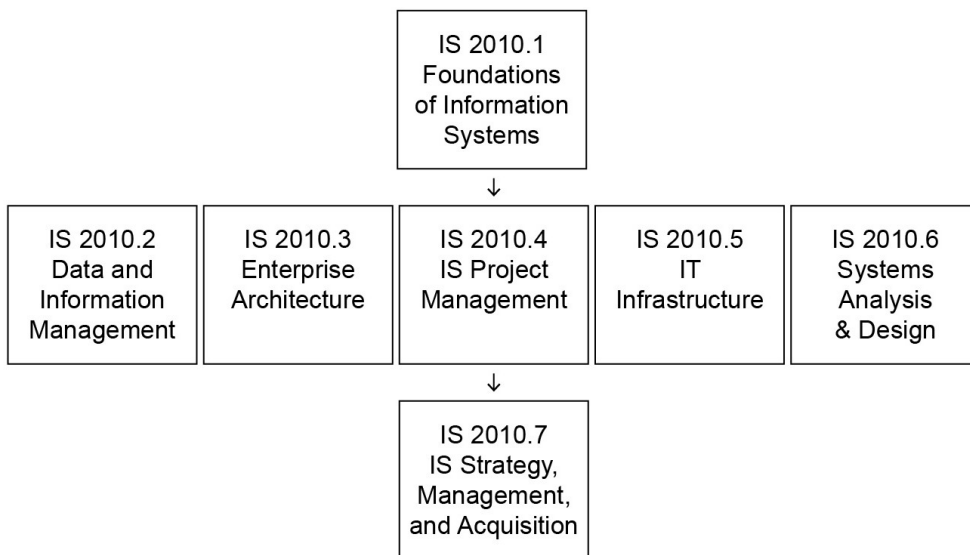 IS 2010.1
Foundations
of Information
Systems
↓
IS 2010.2
Data and
Information
Management
IS 2010.3
Enterprise
Architecture
IS 2010.4
IS Project
Management
IS 2010.5
IT
Infrastructure
IS 2010.6
Systems
Analysis
& Design
↓
IS 2010.7
IS Strategy,
Management,
and Acquisition